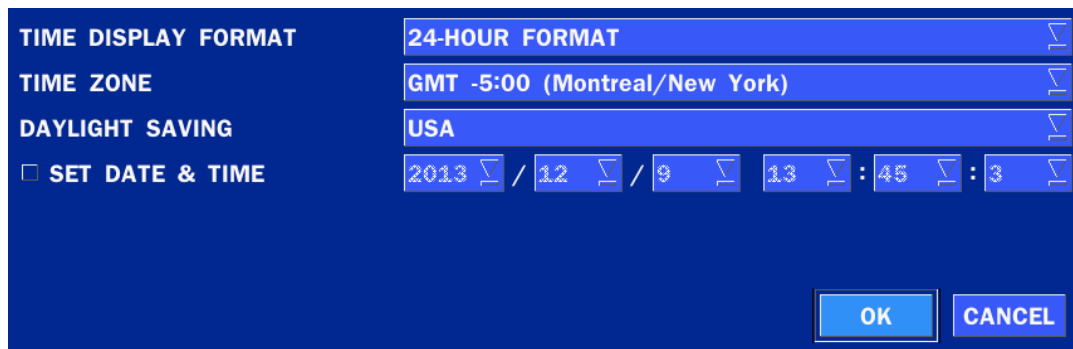 TIME DISPLAY FORMAT 24-HOUR FORMAT
TIME ZONE GMT -5:00 (Montreal/New York)
DAYLIGHT SAVING USA
SET DATE & TIME 2013 / 12 / 9 13 : 45 : 3
OK CANCEL